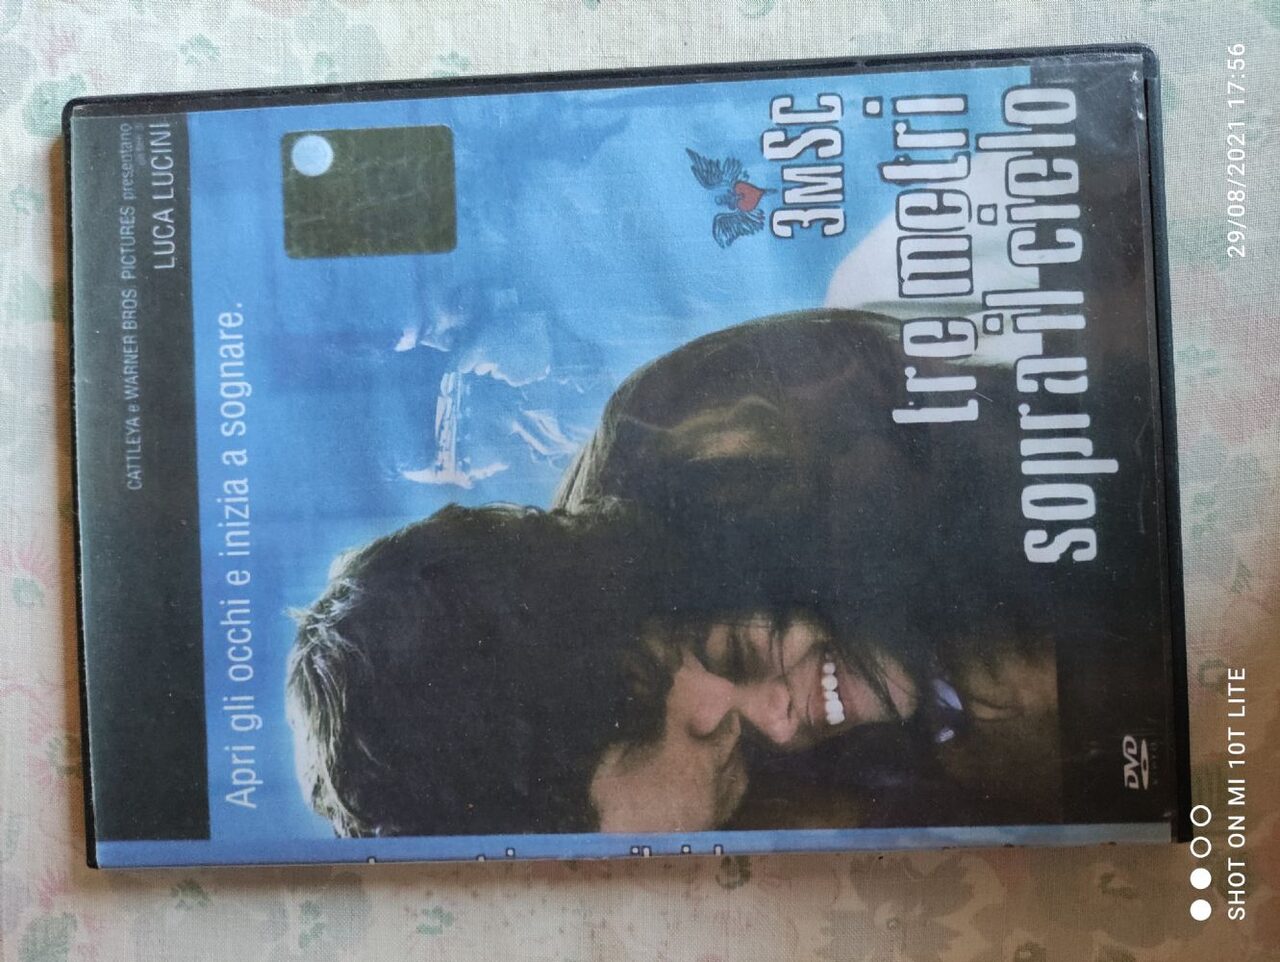 CATTLEYA e WARNER BROS PICTURES presentano
LUCA LUCINI
Apri gli occhi e inizia a sognare.
3MSC
tre metri
sopra il cielo
DVD
SHOT ON MI 10T LITE
29/08/2021 17:56